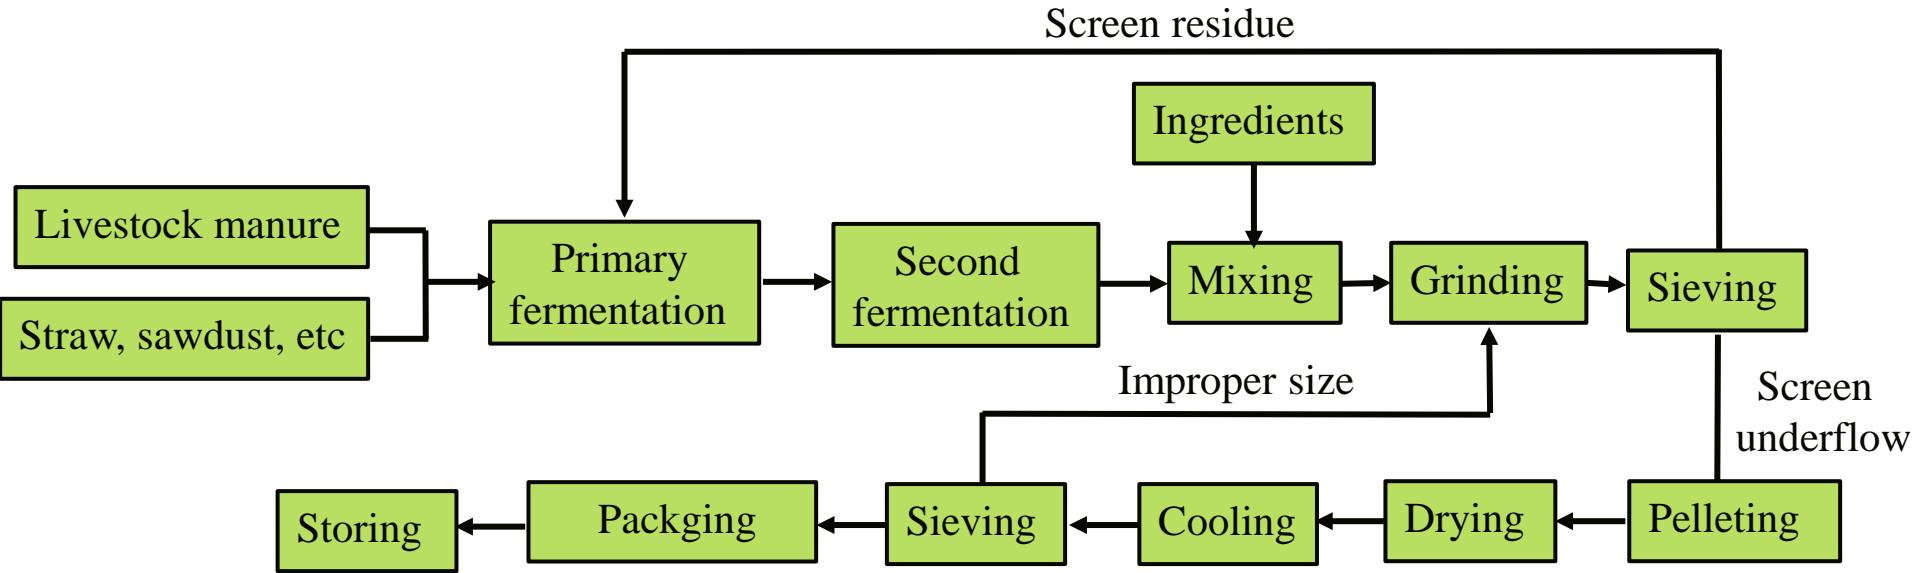 Screen residue
Ingredients
Livestock manure
Straw, sawdust, etc
Primary
fermentation
Second
fermentation
Mixing
Grinding
Sieving
Improper size
Screen
underflow
Storing
Packging
Sieving
Cooling
Drying
Pelleting